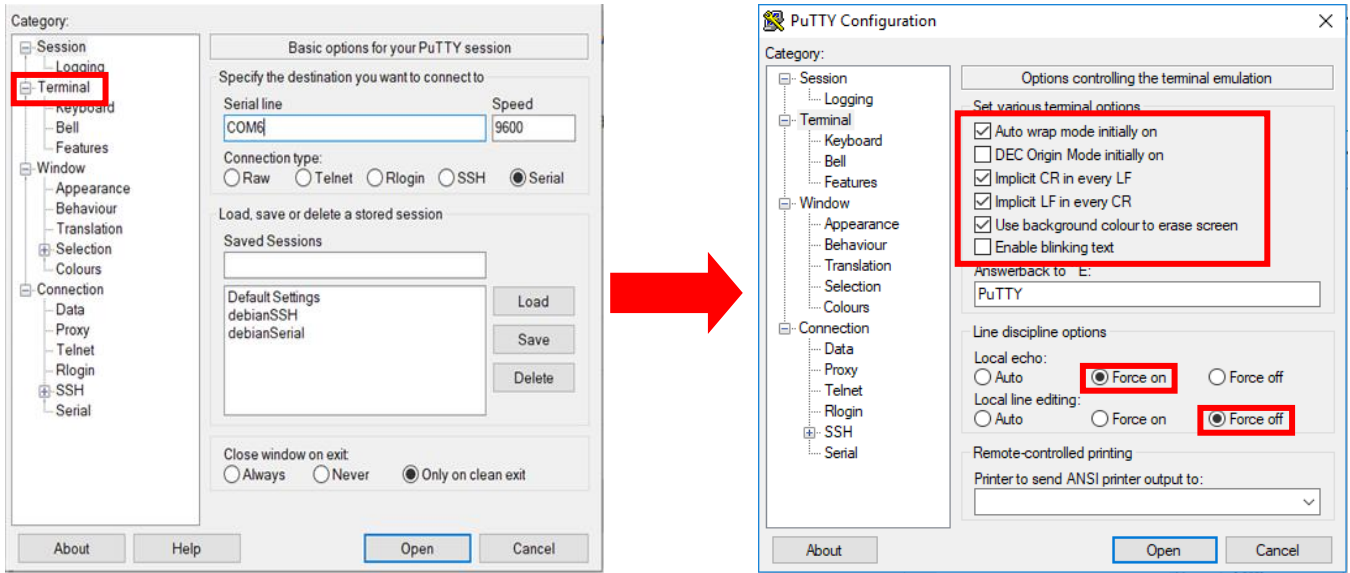 Category:
Session
Logging
Terminal
Keyboard
Bell
Features
Window
Appearance
Behaviour
Translation
Selection
Colours
Connection
Data
Proxy
Telnet
Rlogin
SSH
Serial
Basic options for your PuTTY session
Specify the destination you want to connect to
Serial line Speed
COM6 9600
Connection type:
Raw Telnet Rlogin SSH Serial
Load, save or delete a stored session
Saved Sessions
Default Settings
debianSSH
debianSerial
Load
Save
Delete
Close window on exit:
Always Never Only on clean exit
About Help Open Cancel
PuTTY Configuration
Category:
Session
Logging
Terminal
Keyboard
Bell
Features
Window
Appearance
Behaviour
Translation
Selection
Colours
Connection
Data
Proxy
Telnet
Rlogin
SSH
Serial
Options controlling the terminal emulation
Set various terminal options
Auto wrap mode initially on
DEC Origin Mode initially on
Implicit CR in every LF
Implicit LF in every CR
Use background colour to erase screen
Enable blinking text
Answerback to ^E:
PuTTY
Line discipline options
Local echo:
Auto Force on Force off
Local line editing:
Auto Force on Force off
Remote-controlled printing
Printer to send ANSI printer output to:
About Open Cancel